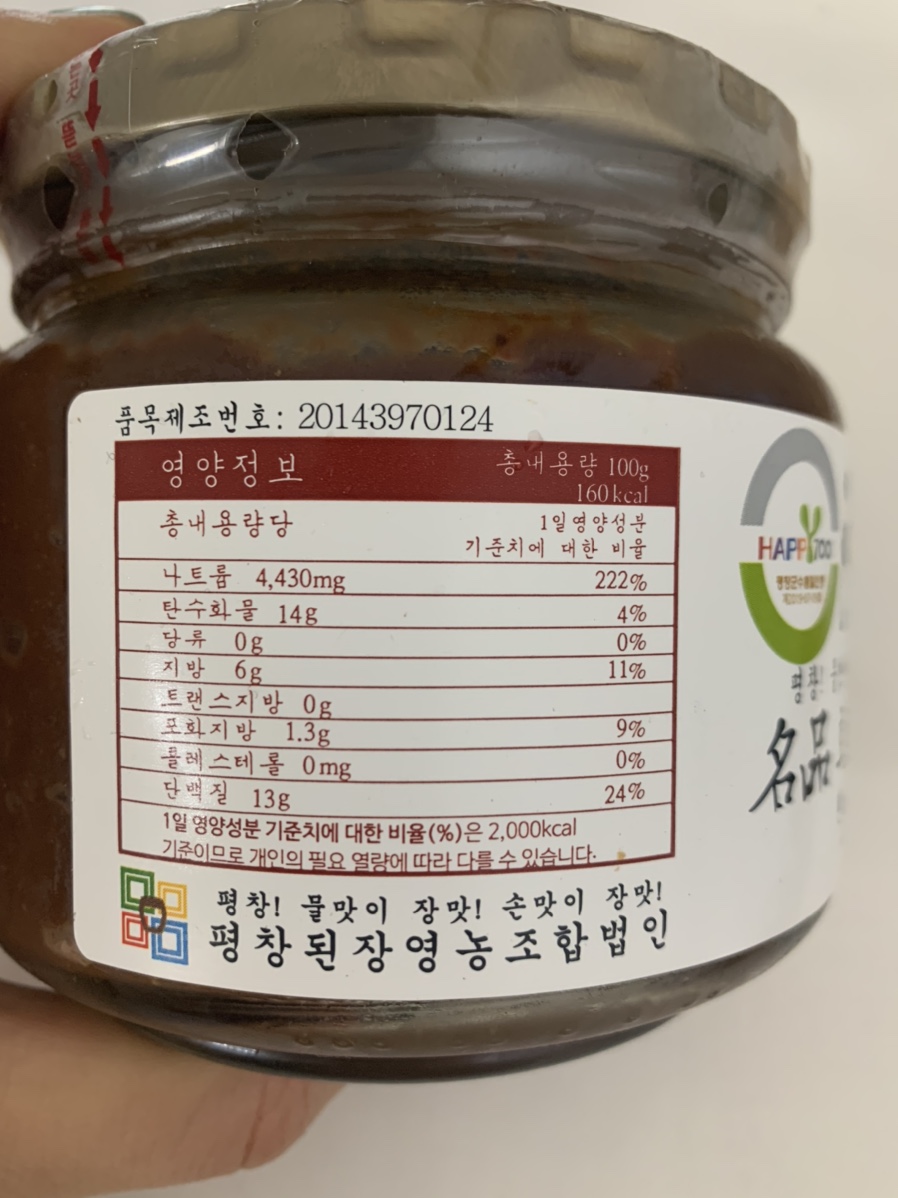 품목제조번호: 20143970124
영양정보
총내용량 100g
160kcal
총내용량당
1일영양성분
기준치에 대한 비율
나트륨 4,430mg 222%
탄수화물 14g 4%
당류 0g 0%
지방 6g 11%
트랜스지방 0g
포화지방 1.3g 9%
콜레스테롤 0mg 0%
단백질 13g 24%
1일 영양성분 기준치에 대한 비율(%)은 2,000kcal
기준이므로 개인의 필요 열량에 따라 다를 수 있습니다.
평창! 물맛이 장맛! 손맛이 장맛!
평창된장영농조합법인
HAPPY700
평창!
名品